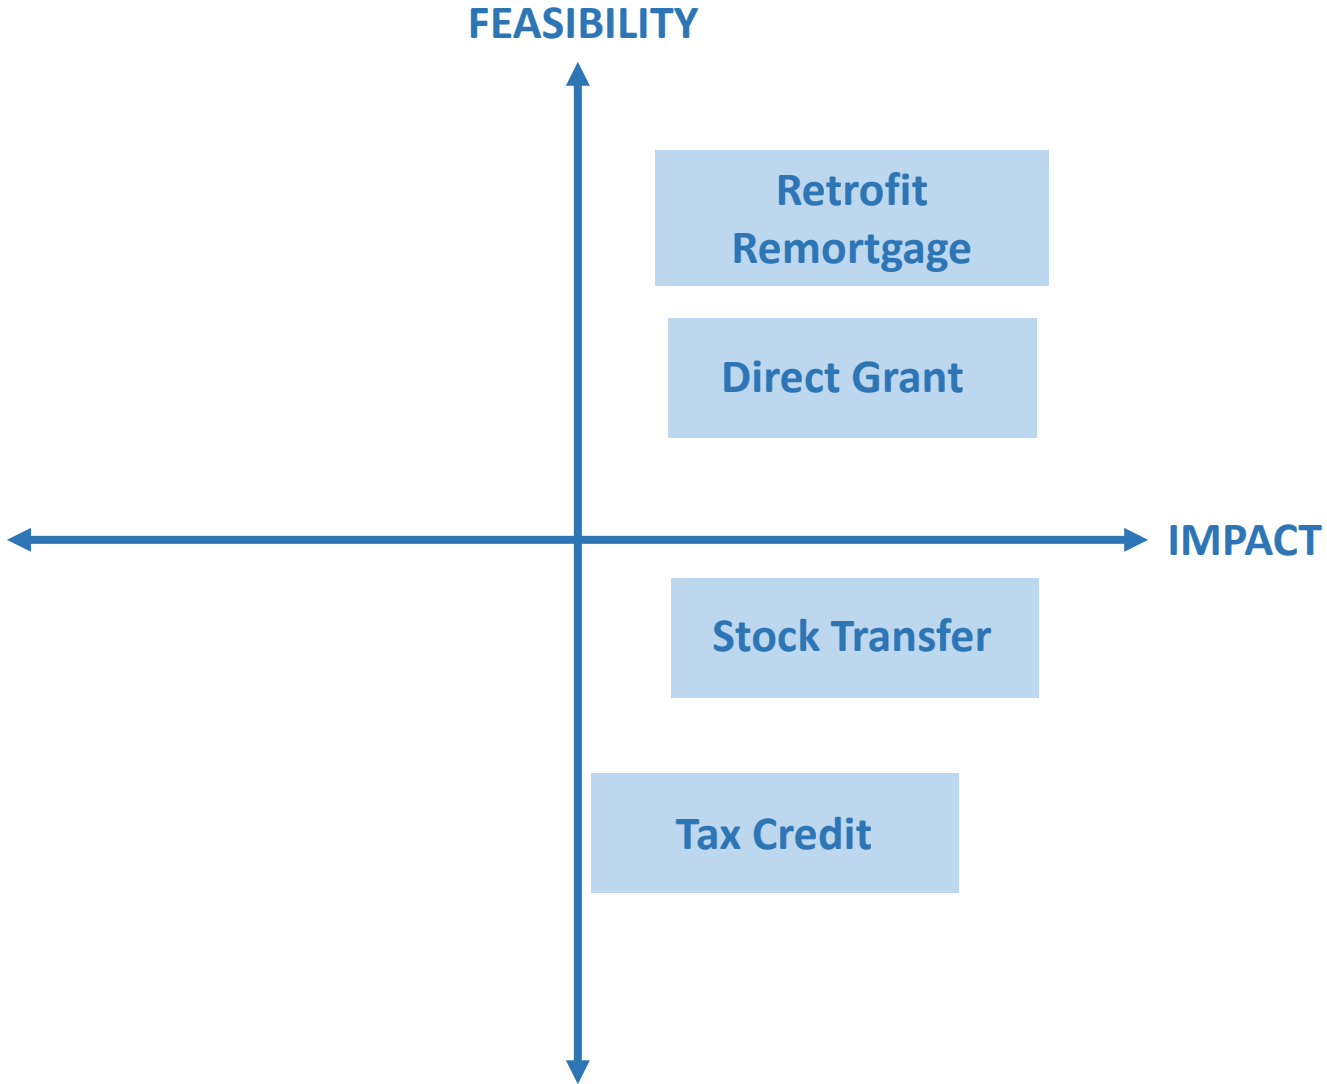 FEASIBILITY
Retrofit
Remortgage
Direct Grant
IMPACT
Stock Transfer
Tax Credit